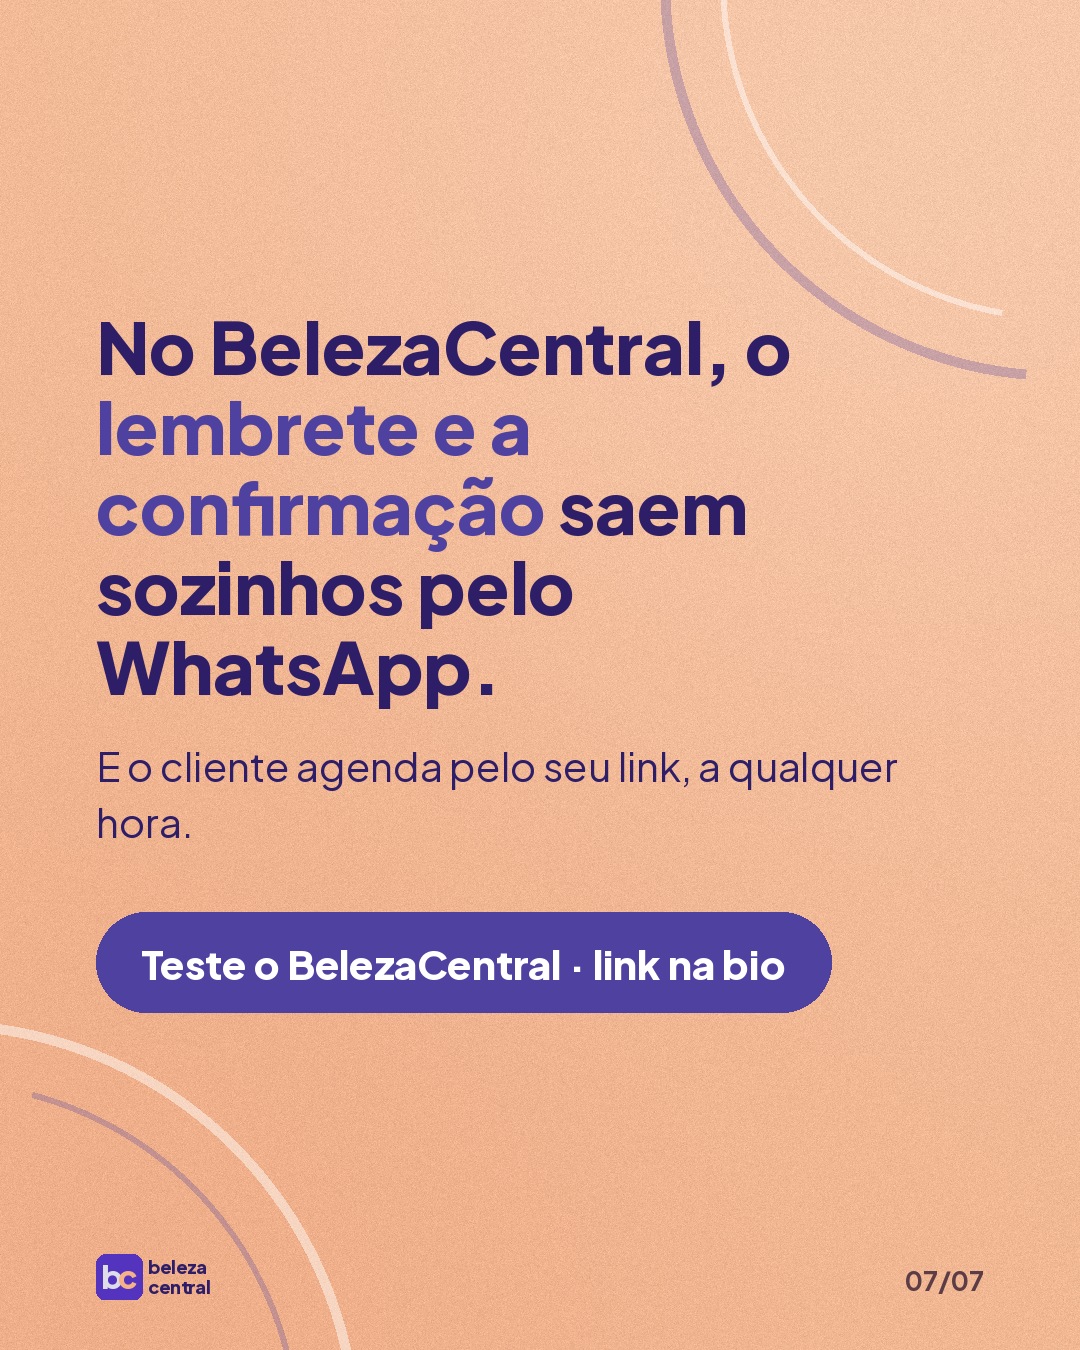 No BelezaCentral, o
lembrete e a
confirmação saem
sozinhos pelo
WhatsApp.
E o cliente agenda pelo seu link, a qualquer
hora.
Teste o BelezaCentral · link na bio
bc
beleza
central
07/07